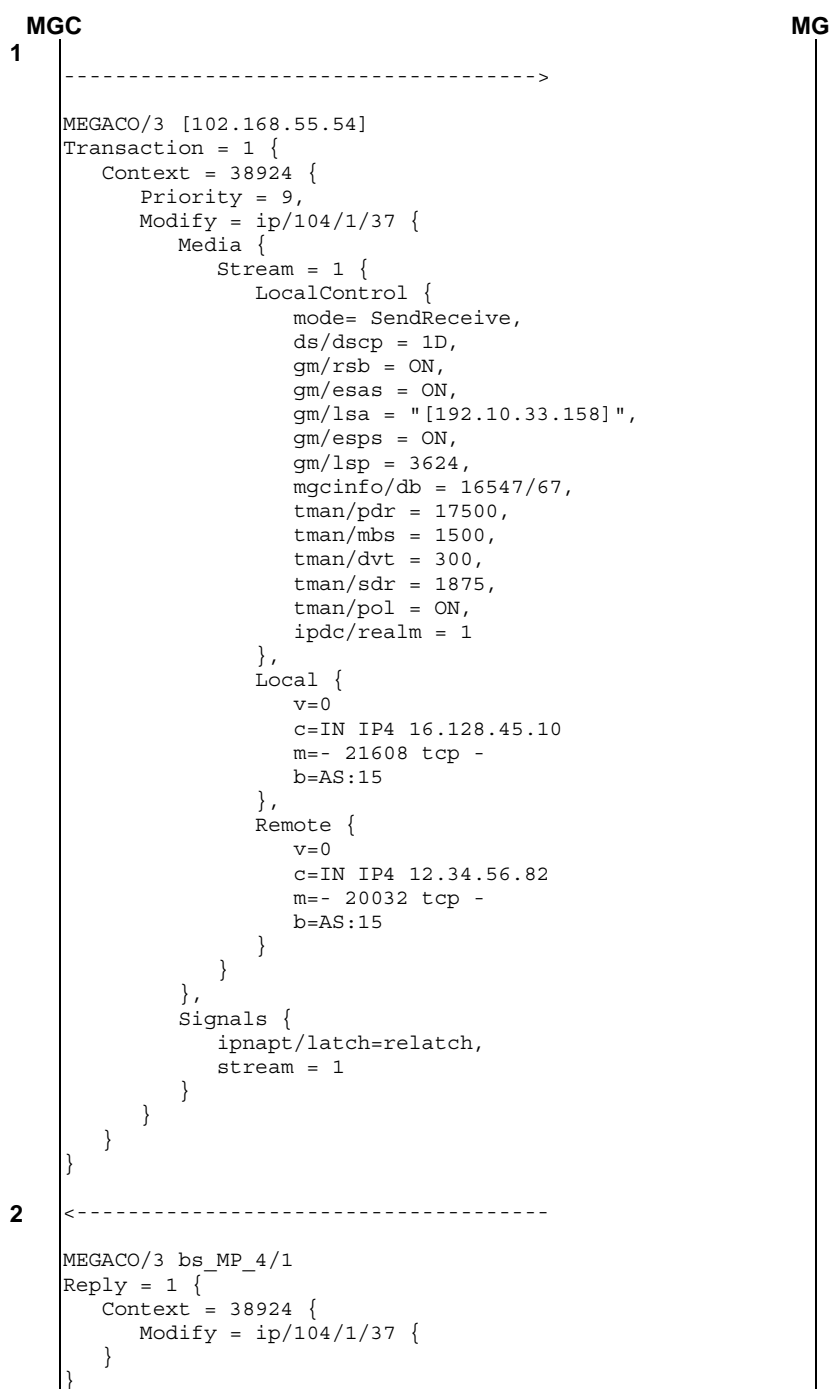 MGC MG
1
------------------------------------->
MEGACO/3 [102.168.55.54]
Transaction = 1 {
   Context = 38924 {
      Priority = 9,
      Modify = ip/104/1/37 {
         Media {
            Stream = 1 {
               LocalControl {
                  mode= SendReceive,
                  ds/dscp = 1D,
                  gm/rsb = ON,
                  gm/esas = ON,
                  gm/lsa = "[192.10.33.158]",
                  gm/esps = ON,
                  gm/lsp = 3624,
                  mgcinfo/db = 16547/67,
                  tman/pdr = 17500,
                  tman/mbs = 1500,
                  tman/dvt = 300,
                  tman/sdr = 1875,
                  tman/pol = ON,
                  ipdc/realm = 1
               },
               Local {
                  v=0
                  c=IN IP4 16.128.45.10
                  m=- 21608 tcp -
                  b=AS:15
               },
               Remote {
                  v=0
                  c=IN IP4 12.34.56.82
                  m=- 20032 tcp -
                  b=AS:15
               }
            }
         },
         Signals {
            ipnapt/latch=relatch,
            stream = 1
         }
      }
   }
}
2 <-------------------------------------
MEGACO/3 bs_MP_4/1
Reply = 1 {
   Context = 38924 {
      Modify = ip/104/1/37 {
   }
}